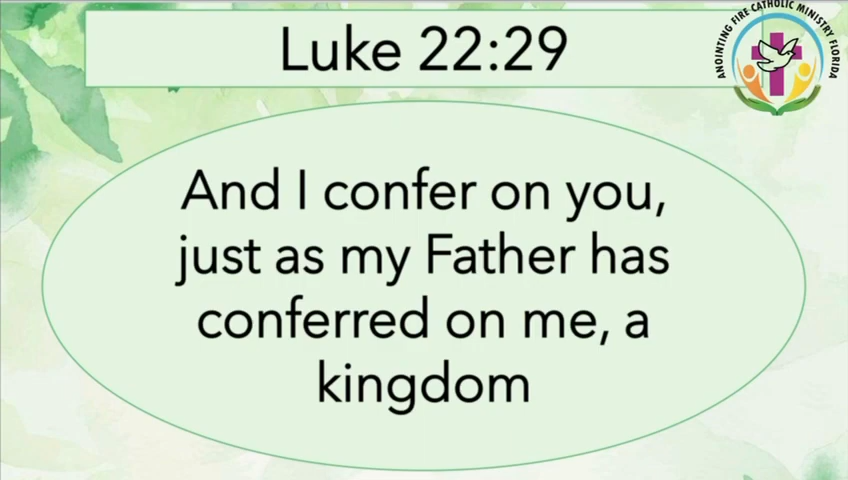 Luke 22:29
ANOINTING FIRE CATHOLIC MINISTRY FLORIDA
And I confer on you,
just as my Father has
conferred on me, a
kingdom